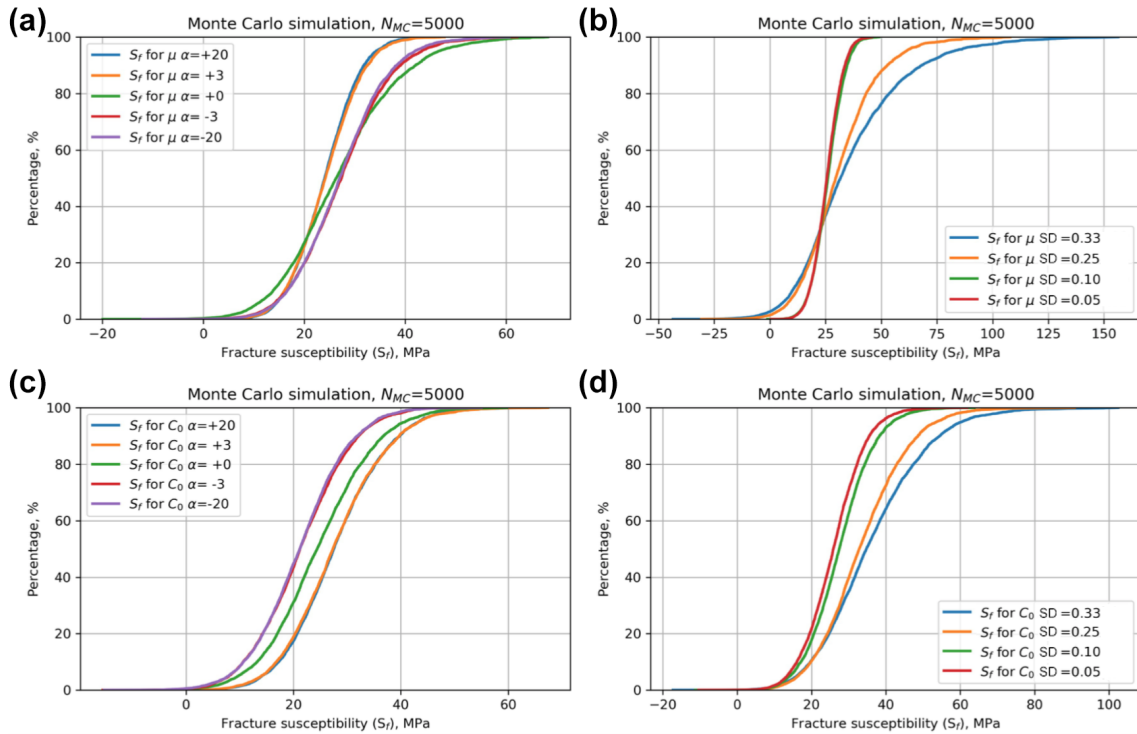 (a)
Monte Carlo simulation, N_MC=5000
100
80
60
40
20
0
Percentage, %
S_f for μ α=+20
S_f for μ α=+3
S_f for μ α= +0
S_f for μ α= -3
S_f for μ α=-20
−20
0
20
40
60
Fracture susceptibility (S_f), MPa
(b)
Monte Carlo simulation, N_MC=5000
100
80
60
40
20
0
Percentage, %
S_f for μ SD=0.33
S_f for μ SD=0.25
S_f for μ SD=0.10
S_f for μ SD=0.05
−50
−25
0
25
50
75
100
125
150
Fracture susceptibility (S_f), MPa
(c)
Monte Carlo simulation, N_MC=5000
100
80
60
40
20
0
Percentage, %
S_f for C_0 α=+20
S_f for C_0 α= +3
S_f for C_0 α= +0
S_f for C_0 α= -3
S_f for C_0 α=-20
0
20
40
60
Fracture susceptibility (S_f), MPa
(d)
Monte Carlo simulation, N_MC=5000
100
80
60
40
20
0
Percentage, %
S_f for C_0 SD=0.33
S_f for C_0 SD=0.25
S_f for C_0 SD=0.10
S_f for C_0 SD=0.05
−20
0
20
40
60
80
100
Fracture susceptibility (S_f), MPa